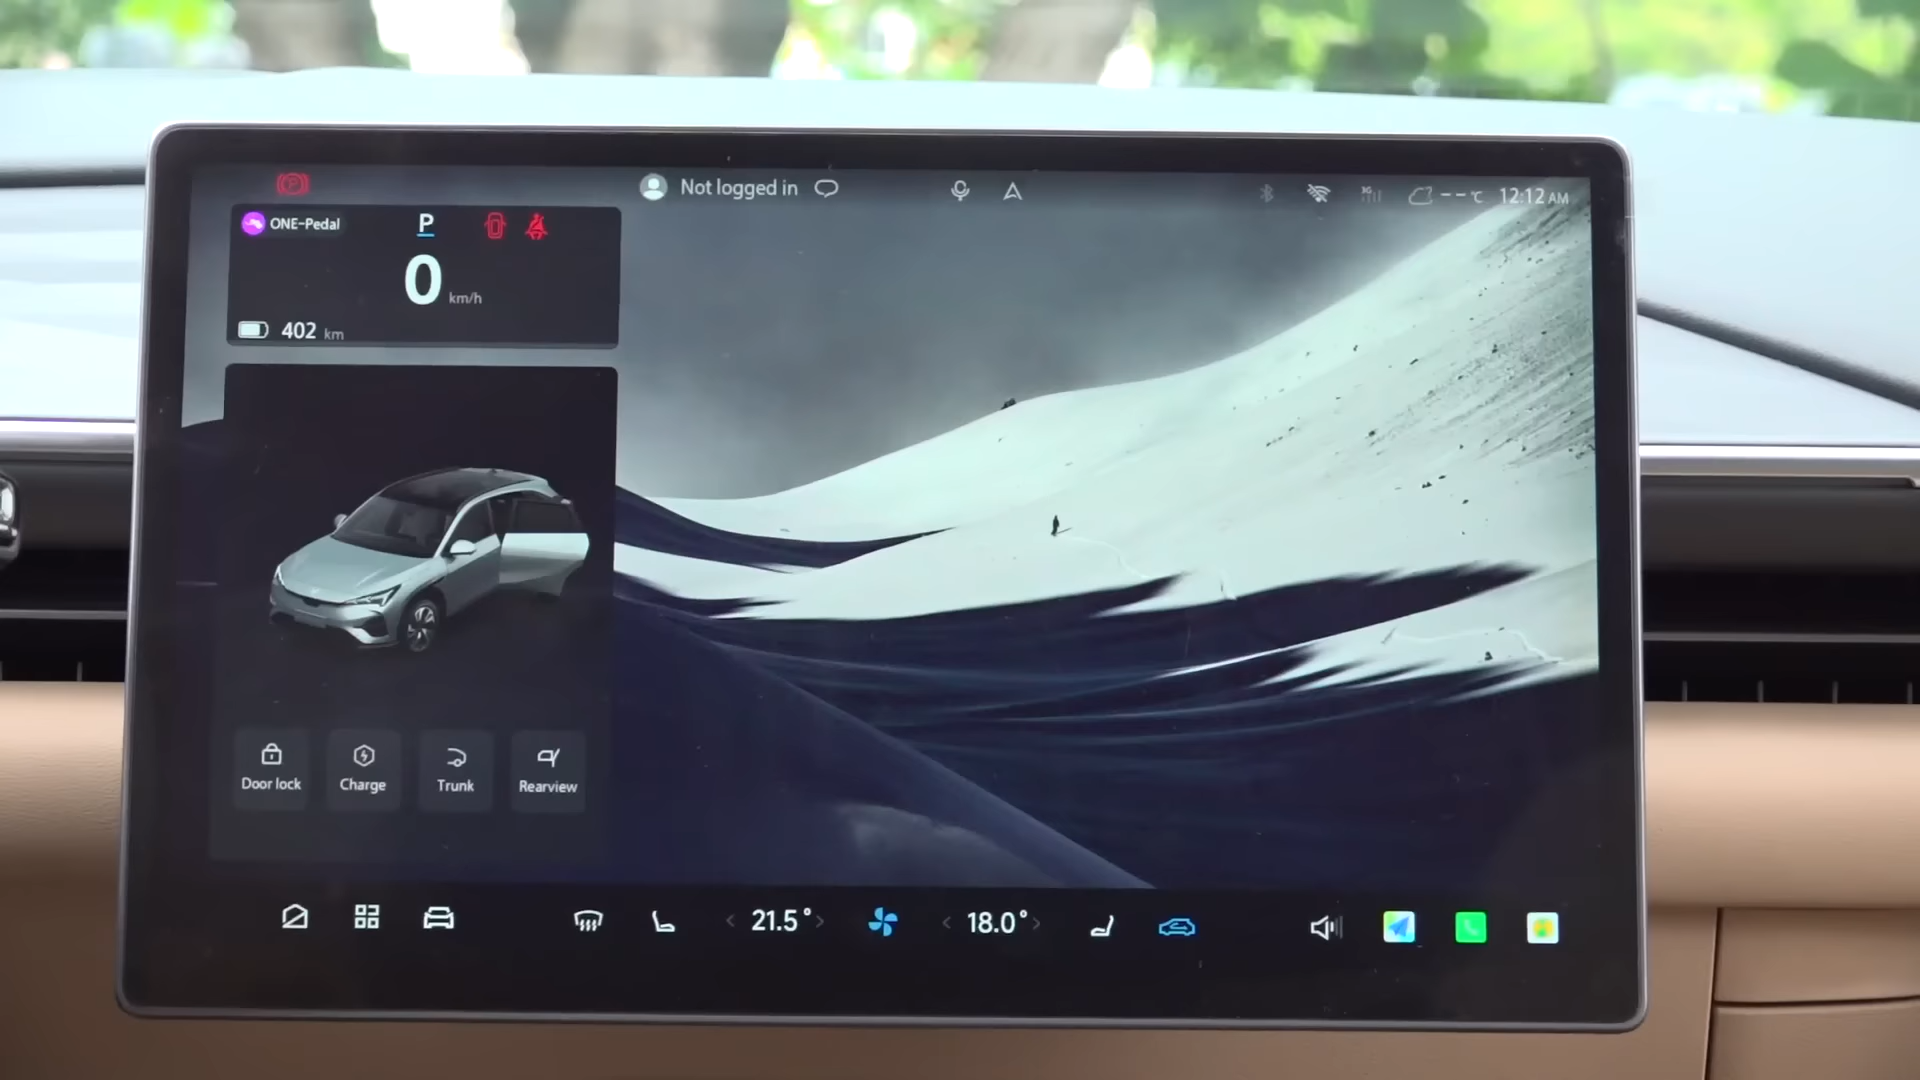 Not logged in
12:12 AM
--℃
3G
ONE-Pedal
P
0 km/h
402 km
Door lock
Charge
Trunk
Rearview
21.5°
18.0°